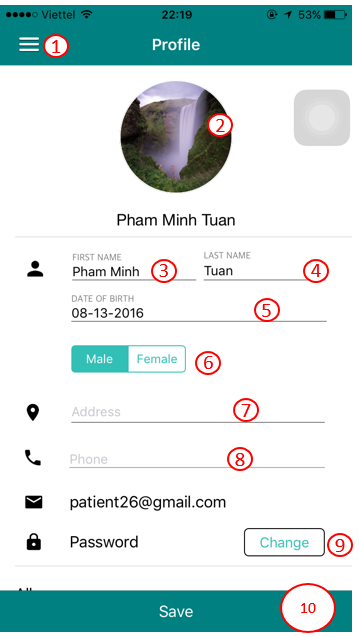 Viettel 22:19 53%
1 Profile
2
Pham Minh Tuan
FIRST NAME LAST NAME
Pham Minh 3 Tuan 4
DATE OF BIRTH
08-13-2016 5
Male Female 6
Address 7
Phone 8
patient26@gmail.com
Password Change 9
Save 10